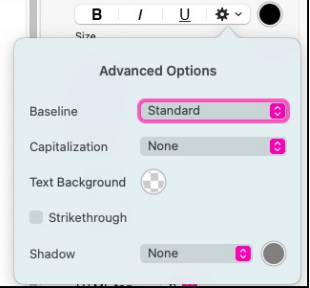 B I U
Size
Advanced Options
Baseline Standard
Capitalization None
Text Background
Strikethrough
Shadow None